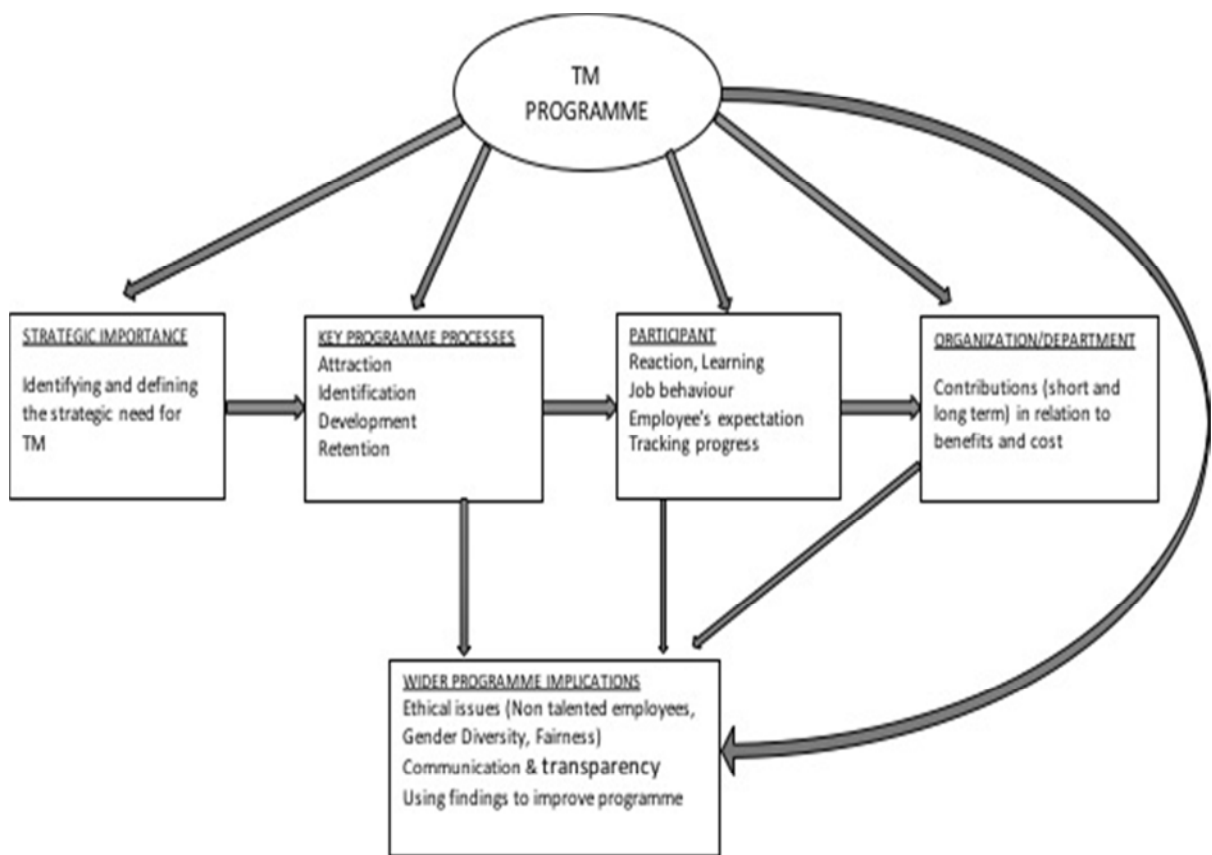 TM
PROGRAMME
STRATEGIC IMPORTANCE
Identifying and defining
the strategic need for
TM
KEY PROGRAMME PROCESSES
Attraction
Identification
Development
Retention
PARTICIPANT
Reaction, Learning
Job behaviour
Employee's expectation
Tracking progress
ORGANIZATION/DEPARTMENT
Contributions (short and
long term) in relation to
benefits and cost
WIDER PROGRAMME IMPLICATIONS
Ethical issues (Non talented employees,
Gender Diversity, Fairness)
Communication & transparency
Using findings to improve programme